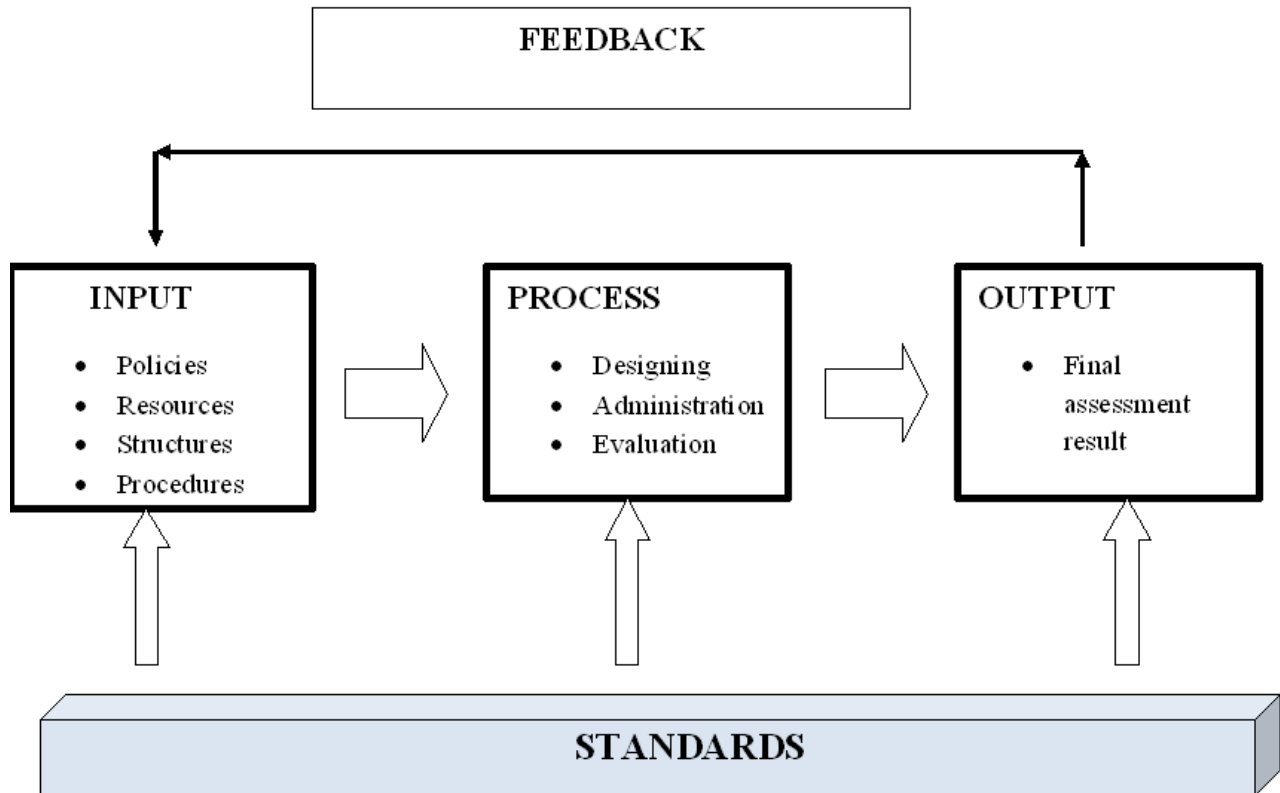 FEEDBACK
INPUT
• Policies
• Resources
• Structures
• Procedures
PROCESS
• Designing
• Administration
• Evaluation
OUTPUT
• Final
assessment
result
STANDARDS